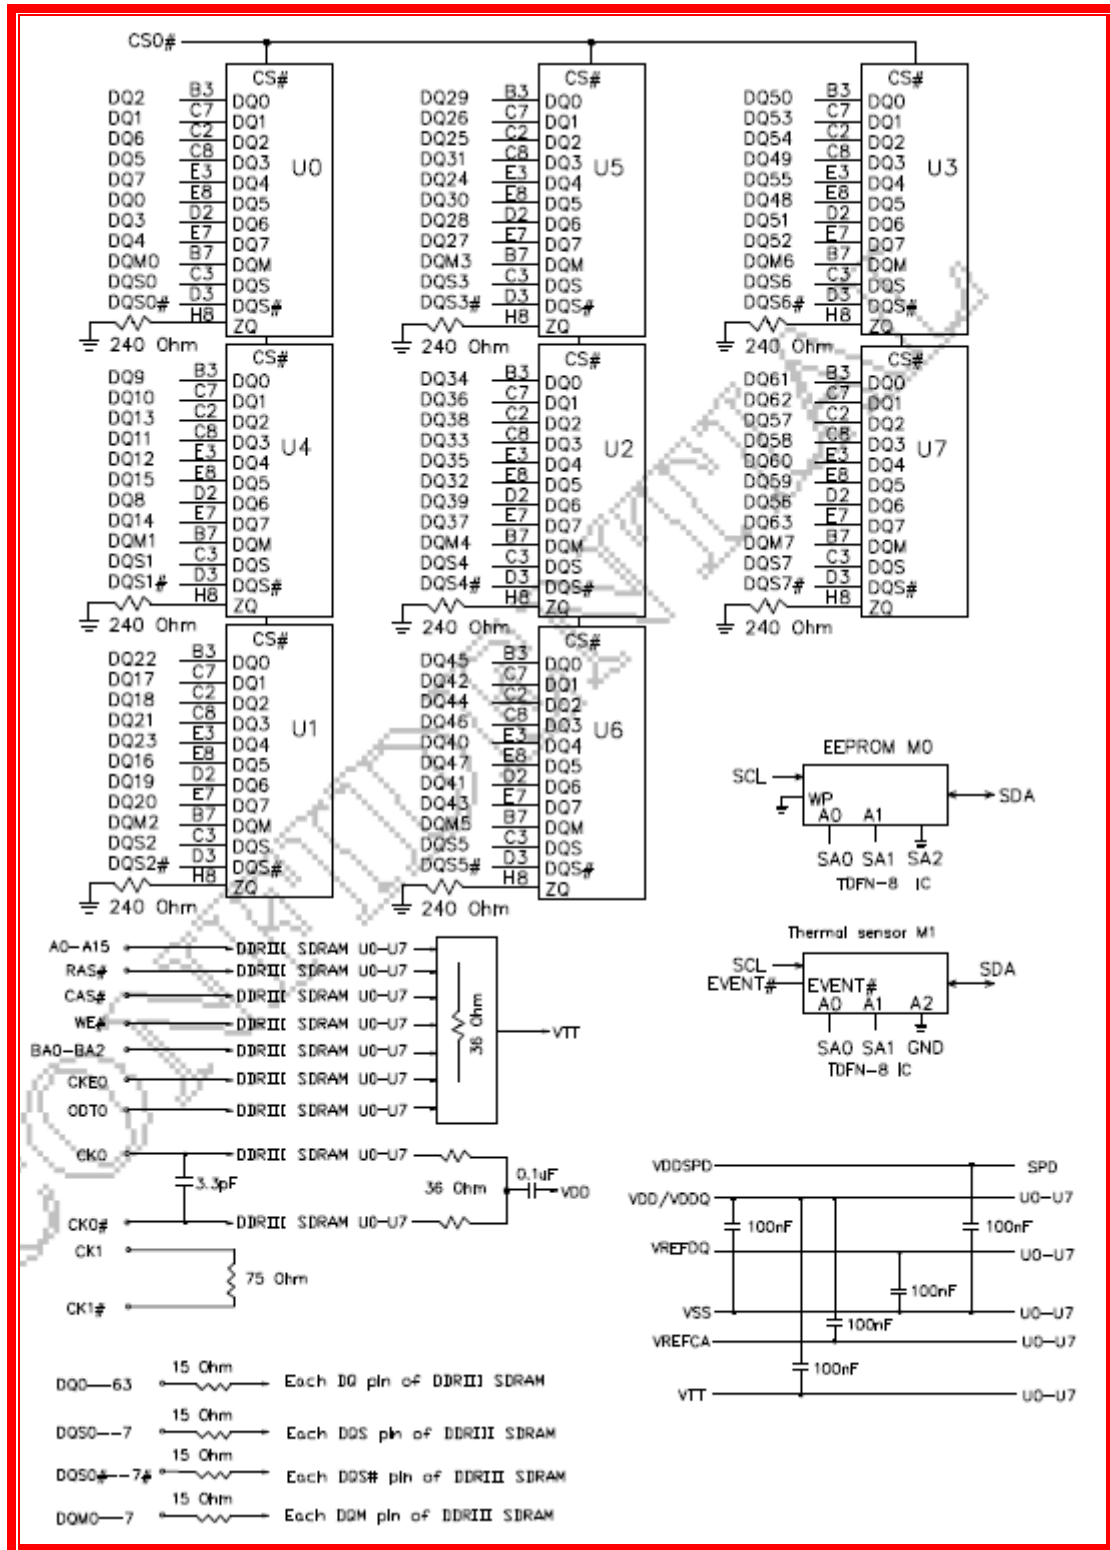 CS0#
CS#
DQ2 B3 DQ0
DQ1 C7 DQ1
DQ6 C2 DQ2
DQ5 C8 DQ3
DQ7 E3 DQ4
DQ0 E8 DQ5
DQ3 D2 DQ6
DQ4 E7 DQ7
DQM0 B7 DQM
DQS0 C3 DQS
DQS0# D3 DQS#
H8 ZQ
U0
240 Ohm
CS#
DQ29 B3 DQ0
DQ26 C7 DQ1
DQ25 C2 DQ2
DQ31 C8 DQ3
DQ24 E3 DQ4
DQ30 E8 DQ5
DQ28 D2 DQ6
DQ27 E7 DQ7
DQM3 B7 DQM
DQS3 C3 DQS
DQS3# D3 DQS#
H8 ZQ
U5
240 Ohm
CS#
DQ50 B3 DQ0
DQ53 C7 DQ1
DQ54 C2 DQ2
DQ49 C8 DQ3
DQ55 E3 DQ4
DQ48 E8 DQ5
DQ51 D2 DQ6
DQ52 E7 DQ7
DQM6 B7 DQM
DQS6 C3 DQS
DQS6# D3 DQS#
H8 ZQ
U3
240 Ohm
CS#
DQ9 B3 DQ0
DQ10 C7 DQ1
DQ13 C2 DQ2
DQ11 C8 DQ3
DQ12 E3 DQ4
DQ15 E8 DQ5
DQ8 D2 DQ6
DQ14 E7 DQ7
DQM1 B7 DQM
DQS1 C3 DQS
DQS1# D3 DQS#
H8 ZQ
U4
240 Ohm
CS#
DQ34 B3 DQ0
DQ36 C7 DQ1
DQ38 C2 DQ2
DQ33 C8 DQ3
DQ35 E3 DQ4
DQ32 E8 DQ5
DQ39 D2 DQ6
DQ37 E7 DQ7
DQM4 B7 DQM
DQS4 C3 DQS
DQS4# D3 DQS#
H8 ZQ
U2
240 Ohm
CS#
DQ61 B3 DQ0
DQ62 C7 DQ1
DQ57 C2 DQ2
DQ58 C8 DQ3
DQ60 E3 DQ4
DQ59 E8 DQ5
DQ56 D2 DQ6
DQ63 E7 DQ7
DQM7 B7 DQM
DQS7 C3 DQS
DQS7# D3 DQS#
H8 ZQ
U7
240 Ohm
CS#
DQ22 B3 DQ0
DQ17 C7 DQ1
DQ18 C2 DQ2
DQ21 C8 DQ3
DQ23 E3 DQ4
DQ16 E8 DQ5
DQ19 D2 DQ6
DQ20 E7 DQ7
DQM2 B7 DQM
DQS2 C3 DQS
DQS2# D3 DQS#
H8 ZQ
U1
240 Ohm
DQ45 B3 DQ0
DQ42 C7 DQ1
DQ44 C2 DQ2
DQ46 C8 DQ3
DQ40 E3 DQ4
DQ47 E8 DQ5
DQ41 D2 DQ6
DQ43 E7 DQ7
DQM5 B7 DQM
DQS5 C3 DQS
DQS5# D3 DQS#
H8 ZQ
U6
240 Ohm
EEPROM M0
SCL
WP
SDA
A0 A1
SA0 SA1 SA2
TDFN-8 IC
Thermal sensor M1
SCL
EVENT# EVENT#
SDA
A0 A1 A2
SA0 SA1 GND
TDFN-8 IC
A0-A15 DDRIII SDRAM U0-U7
RAS# DDRIII SDRAM U0-U7
CAS# DDRIII SDRAM U0-U7
WE# DDRIII SDRAM U0-U7
BA0-BA2 DDRIII SDRAM U0-U7
CKE0 DDRIII SDRAM U0-U7
ODT0 DDRIII SDRAM U0-U7
36 Ohm
VTT
CK0 DDRIII SDRAM U0-U7
3.3pF
36 Ohm
0.1uF
VDD
CK0# DDRIII SDRAM U0-U7
CK1
75 Ohm
CK1#
VDDSPD SPD
VDD/VDDQ U0-U7
100nF 100nF
VREFDQ U0-U7
100nF
VSS U0-U7
100nF
VREFCA U0-U7
100nF
VTT U0-U7
15 Ohm
DQ0--63 Each DQ pin of DDRIII SDRAM
15 Ohm
DQS0--7 Each DQS pin of DDRIII SDRAM
15 Ohm
DQS0#--7# Each DQS# pin of DDRIII SDRAM
15 Ohm
DQM0--7 Each DQM pin of DDRIII SDRAM
CONFIDENTIAL